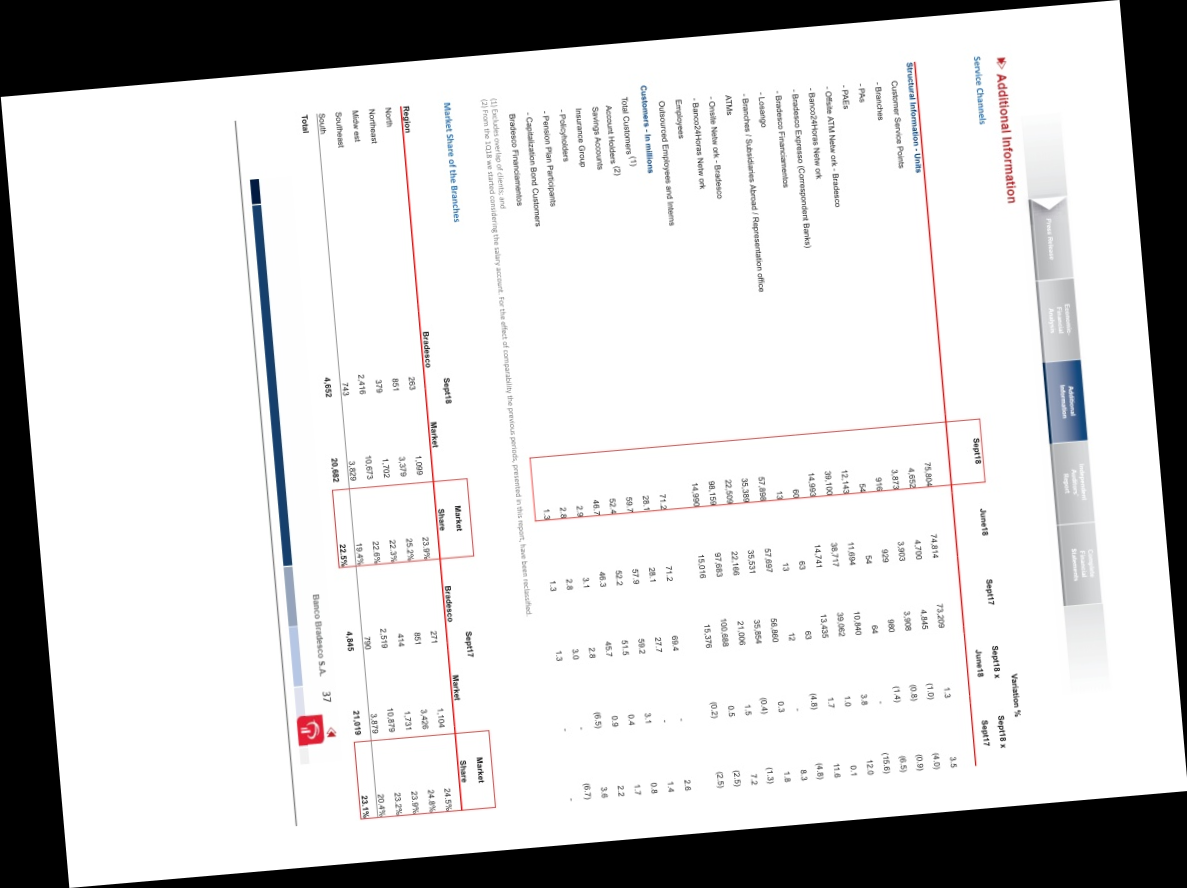 Press Release
Economic-Financial Analysis
Additional Information
Independent Auditors' Report
Complete Financial Statements
Additional Information
Service Channels
Variation %
Structural Information - Units Sept18 June18 Sept17 Sept18 x June18 Sept18 x Sept17
Customer Service Points 75,804 74,814 73,209 1.3 3.5
- Branches 4,652 4,700 4,845 (1.0) (4.0)
- PAs 3,873 3,903 3,908 (0.8) (0.9)
- PAEs 916 929 980 (1.4) (6.5)
- Offsite ATM Network - Bradesco 54 54 64 - (15.6)
- Banco24Horas Network 12,143 11,694 10,840 3.8 12.0
- Bradesco Expresso (Correspondent Banks) 39,100 38,717 39,062 1.0 0.1
- Bradesco Financiamentos 14,993 14,741 13,435 1.7 11.6
- Losango 60 63 63 (4.8) (4.8)
- Branches / Subsidiaries Abroad / Representation office 13 13 12 - 8.3
ATMs 57,898 57,697 56,860 0.3 1.8
- Onsite Network - Bradesco 35,389 35,531 35,854 (0.4) (1.3)
- Banco24Horas Network 22,509 22,166 21,006 1.5 7.2
Employees 98,159 97,683 100,688 0.5 (2.5)
Outsourced Employees and Interns 14,990 15,016 15,376 (0.2) (2.5)
Customers - In millions
Total Customers (1) 71.2 71.2 69.4 - 2.6
Account Holders (2) 28.1 28.1 27.7 - 1.4
Savings Accounts 59.7 57.9 59.2 3.1 0.8
Insurance Group 52.4 52.2 51.5 0.4 1.7
- Policyholders 46.7 46.3 45.7 0.9 2.2
- Pension Plan Participants 2.9 3.1 2.8 (6.5) 3.6
- Capitalization Bond Customers 2.8 2.8 3.0 - (6.7)
Bradesco Financiamentos 1.3 1.3 1.3 - -
(1) Excludes overlap of clients; and
(2) From the 1Q18 we started considering the salary account. For the effect of comparability the previous periods, presented in this report, have been reclassified.
Market Share of the Branches
Sept18 Sept17
Region Bradesco Market Market Share Bradesco Market Market Share
North 263 1,099 23.9% 271 1,104 24.5%
Northeast 851 3,379 25.2% 851 3,426 24.8%
Midwest 379 1,702 22.3% 414 1,731 23.9%
Southeast 2,416 10,673 22.6% 2,519 10,879 23.2%
South 743 3,829 19.4% 790 3,879 20.4%
Total 4,652 20,682 22.5% 4,845 21,019 23.1%
Banco Bradesco S.A. 37